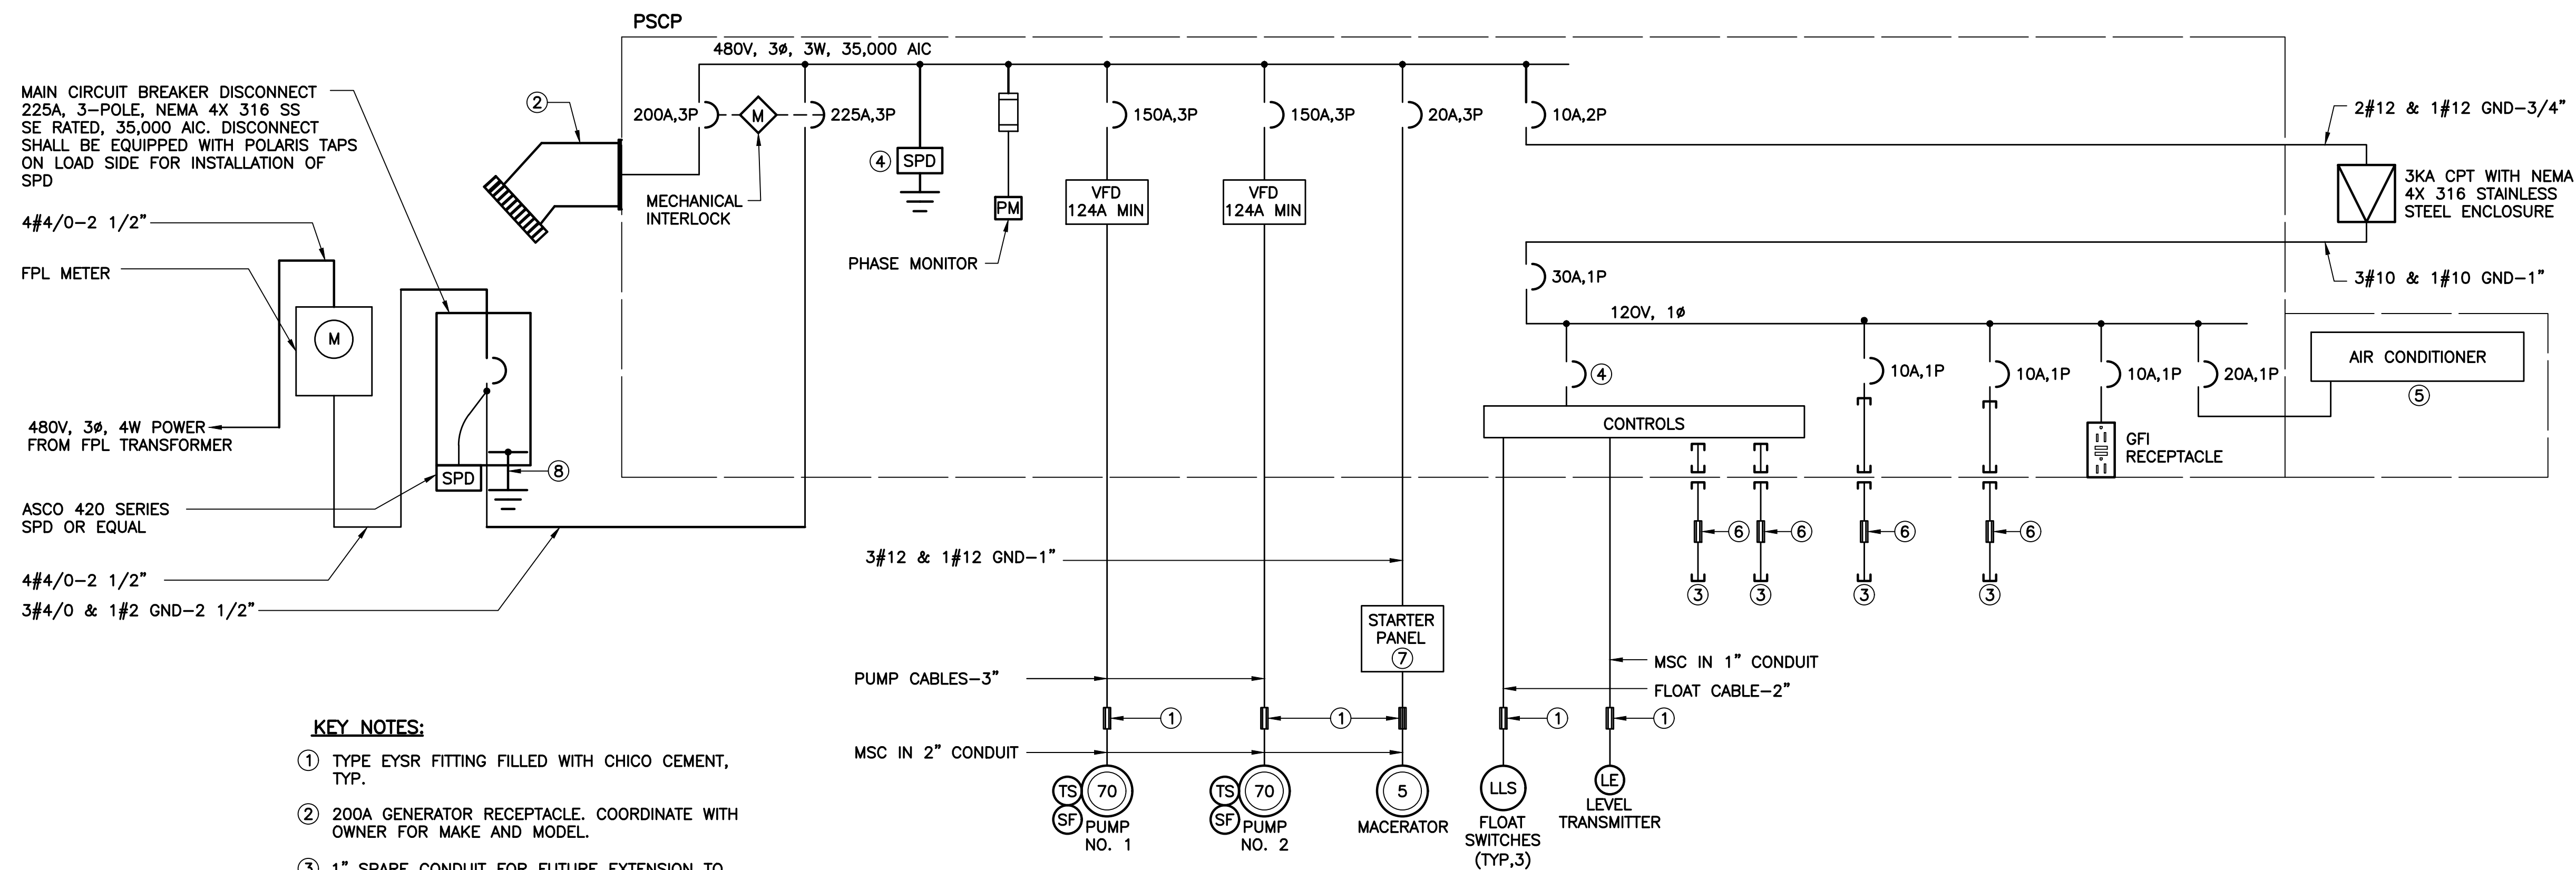 PSCP
480V, 3ø, 3W, 35,000 AIC
MAIN CIRCUIT BREAKER DISCONNECT
225A, 3-POLE, NEMA 4X 316 SS
SE RATED, 35,000 AIC. DISCONNECT
SHALL BE EQUIPPED WITH POLARIS TAPS
ON LOAD SIDE FOR INSTALLATION OF
SPD
4#4/0-2 1/2"
FPL METER
M
480V, 3ø, 4W POWER
FROM FPL TRANSFORMER
SPD
8
ASCO 420 SERIES
SPD OR EQUAL
4#4/0-2 1/2"
3#4/0 & 1#2 GND-2 1/2"
2
200A,3P
M
225A,3P
MECHANICAL
INTERLOCK
4
SPD
PM
PHASE MONITOR
150A,3P
VFD
124A MIN
150A,3P
VFD
124A MIN
20A,3P
10A,2P
2#12 & 1#12 GND-3/4"
3KA CPT WITH NEMA
4X 316 STAINLESS
STEEL ENCLOSURE
3#10 & 1#10 GND-1"
30A,1P
120V, 1ø
4
10A,1P
10A,1P
10A,1P
20A,1P
AIR CONDITIONER
5
CONTROLS
GFI
RECEPTACLE
6
6
6
6
3
3
3
3
3#12 & 1#12 GND-1"
STARTER
PANEL
7
PUMP CABLES-3"
MSC IN 1" CONDUIT
FLOAT CABLE-2"
1
1
1
1
MSC IN 2" CONDUIT
TS
70
SF
PUMP
NO. 1
TS
70
SF
PUMP
NO. 2
5
MACERATOR
LLS
FLOAT
SWITCHES
(TYP,3)
LE
LEVEL
TRANSMITTER
KEY NOTES:
1 TYPE EYSR FITTING FILLED WITH CHICO CEMENT,
TYP.
2 200A GENERATOR RECEPTACLE. COORDINATE WITH
OWNER FOR MAKE AND MODEL.
3 1" SPARE CONDUIT FOR FUTURE EXTENSION TO